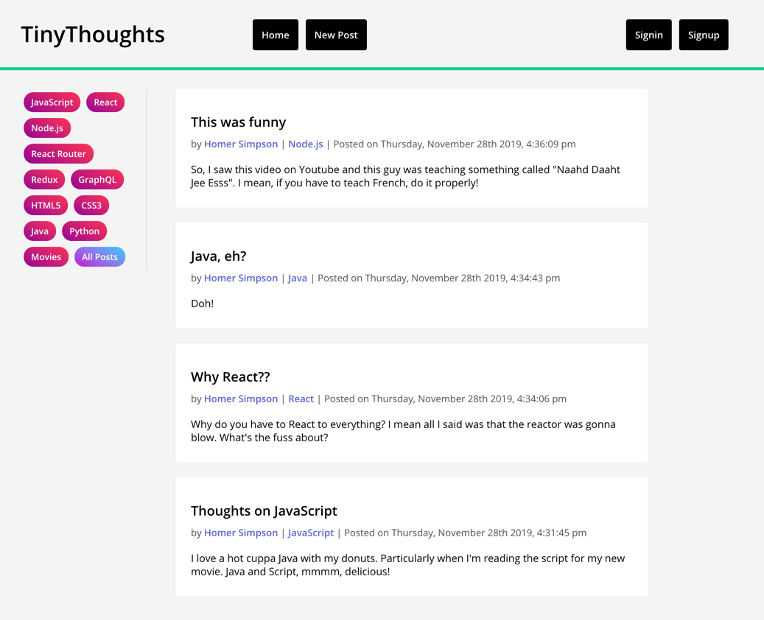 TinyThoughts
Home
New Post
Signin
Signup
JavaScript
React
Node.js
React Router
Redux
GraphQL
HTML5
CSS3
Java
Python
Movies
All Posts
This was funny
by Homer Simpson | Node.js | Posted on Thursday, November 28th 2019, 4:36:09 pm
So, I saw this video on Youtube and this guy was teaching something called "Naahd Daaht
Jee Esss". I mean, if you have to teach French, do it properly!
Java, eh?
by Homer Simpson | Java | Posted on Thursday, November 28th 2019, 4:34:43 pm
Doh!
Why React??
by Homer Simpson | React | Posted on Thursday, November 28th 2019, 4:34:06 pm
Why do you have to React to everything? I mean all I said was that the reactor was gonna
blow. What's the fuss about?
Thoughts on JavaScript
by Homer Simpson | JavaScript | Posted on Thursday, November 28th 2019, 4:31:45 pm
I love a hot cuppa Java with my donuts. Particularly when I'm reading the script for my new
movie. Java and Script, mmmm, delicious!